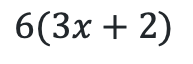 6(3x + 2)